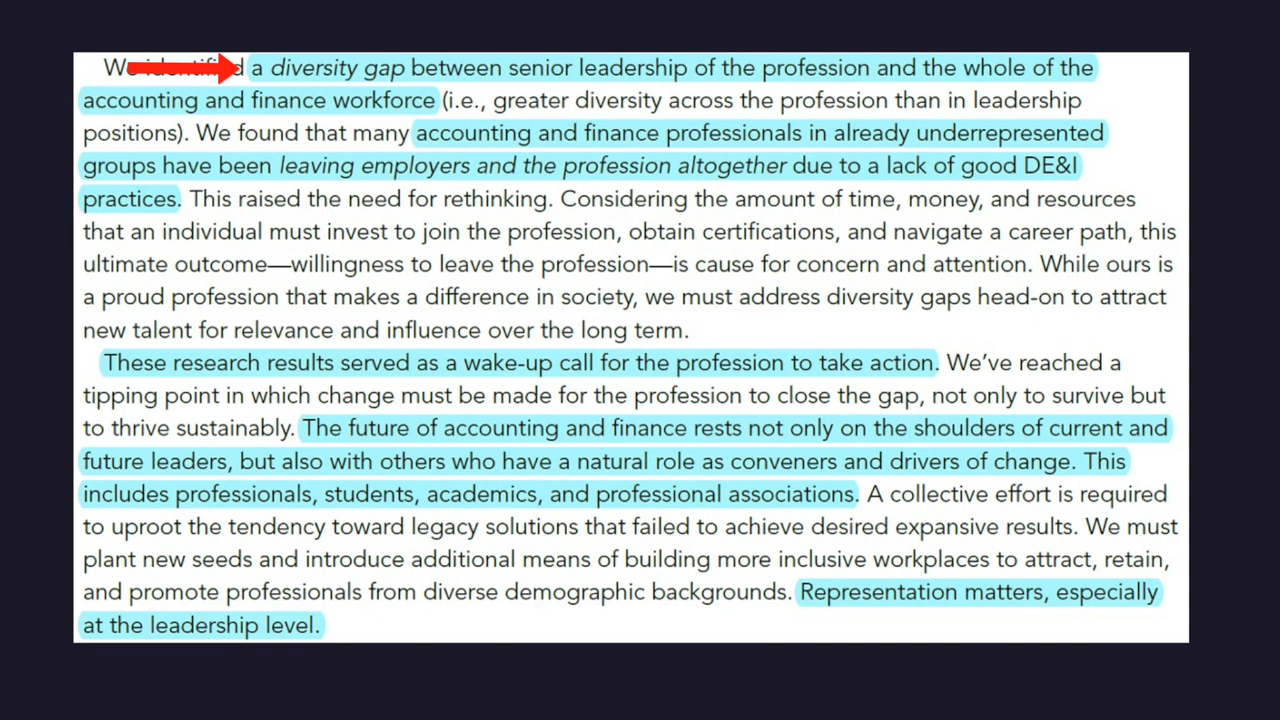 We identified a diversity gap between senior leadership of the profession and the whole of the
accounting and finance workforce (i.e., greater diversity across the profession than in leadership
positions). We found that many accounting and finance professionals in already underrepresented
groups have been leaving employers and the profession altogether due to a lack of good DE&I
practices. This raised the need for rethinking. Considering the amount of time, money, and resources
that an individual must invest to join the profession, obtain certifications, and navigate a career path, this
ultimate outcome—willingness to leave the profession—is cause for concern and attention. While ours is
a proud profession that makes a difference in society, we must address diversity gaps head-on to attract
new talent for relevance and influence over the long term.
These research results served as a wake-up call for the profession to take action. We've reached a
tipping point in which change must be made for the profession to close the gap, not only to survive but
to thrive sustainably. The future of accounting and finance rests not only on the shoulders of current and
future leaders, but also with others who have a natural role as conveners and drivers of change. This
includes professionals, students, academics, and professional associations. A collective effort is required
to uproot the tendency toward legacy solutions that failed to achieve desired expansive results. We must
plant new seeds and introduce additional means of building more inclusive workplaces to attract, retain,
and promote professionals from diverse demographic backgrounds. Representation matters, especially
at the leadership level.